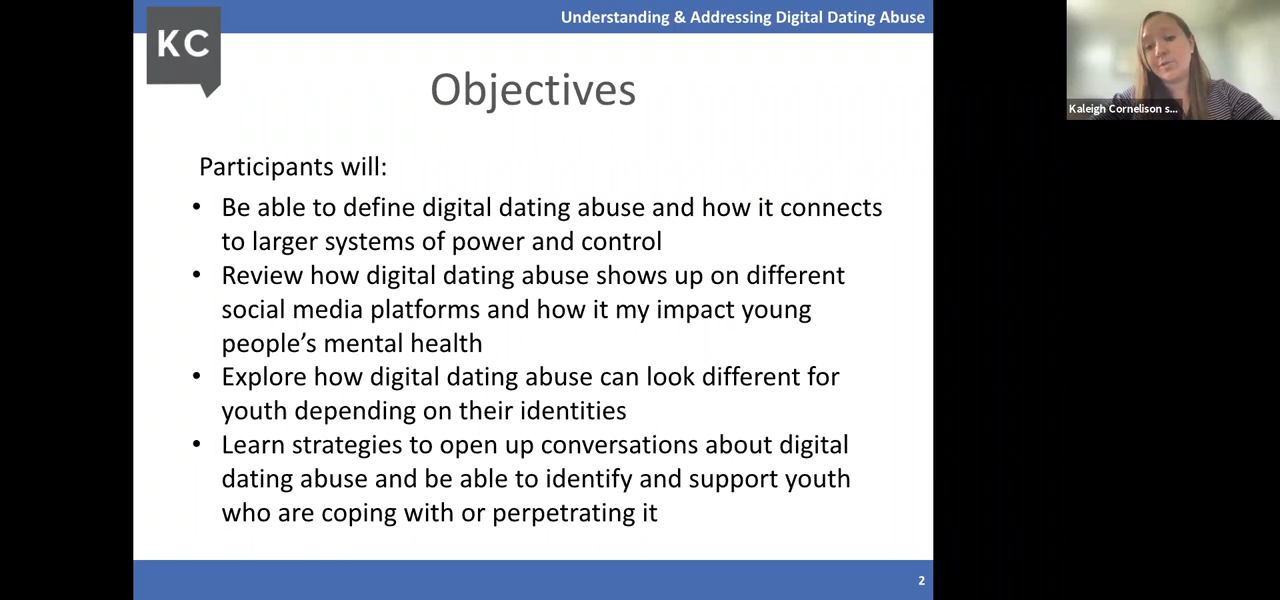 Understanding & Addressing Digital Dating Abuse
KC
Objectives
Participants will:
• Be able to define digital dating abuse and how it connects
to larger systems of power and control
• Review how digital dating abuse shows up on different
social media platforms and how it my impact young
people's mental health
• Explore how digital dating abuse can look different for
youth depending on their identities
• Learn strategies to open up conversations about digital
dating abuse and be able to identify and support youth
who are coping with or perpetrating it
2
Kaleigh Cornelison s...